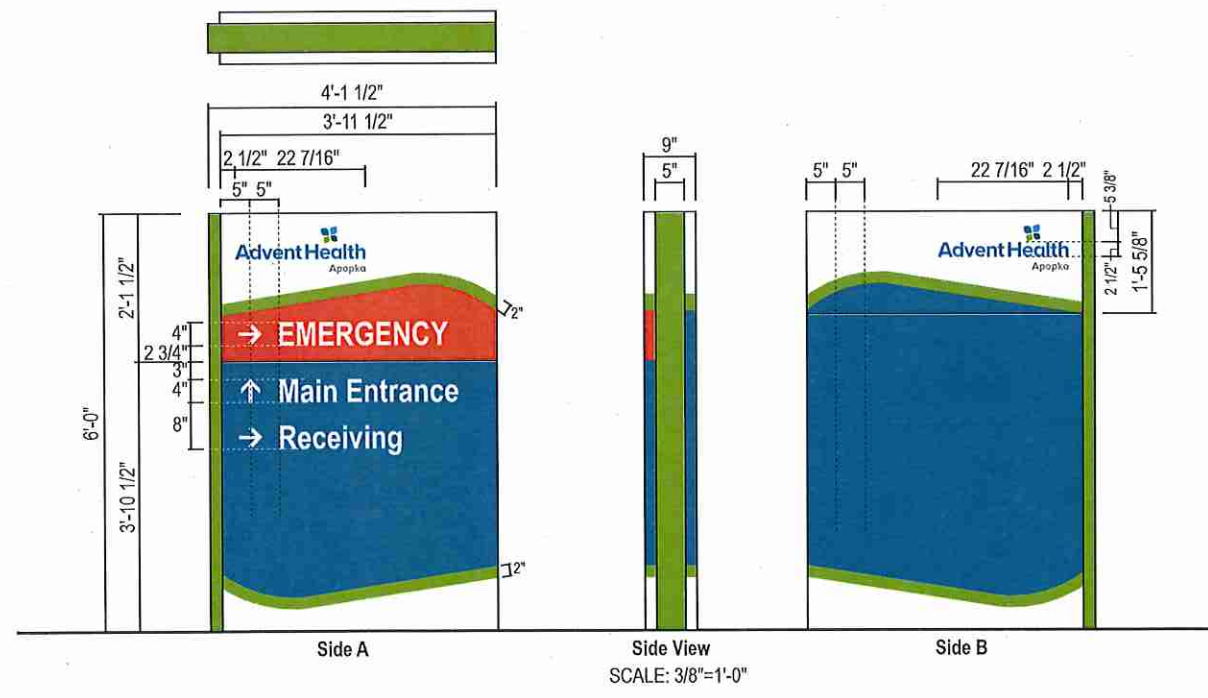 4'-1 1/2"
3'-11 1/2"
2 1/2" 22 7/16"
5" 5"
9"
5"
5" 5"
22 7/16" 2 1/2"
5 3/8"
2 1/2"
1'-5 5/8"
AdventHealth
Apopka
2'-1 1/2"
4"
2 3/4"
3"
4"
8"
6'-0"
3'-10 1/2"
→ EMERGENCY
↑ Main Entrance
→ Receiving
2"
2"
AdventHealth
Apopka
Side A
Side View
Side B
SCALE: 3/8"=1'-0"